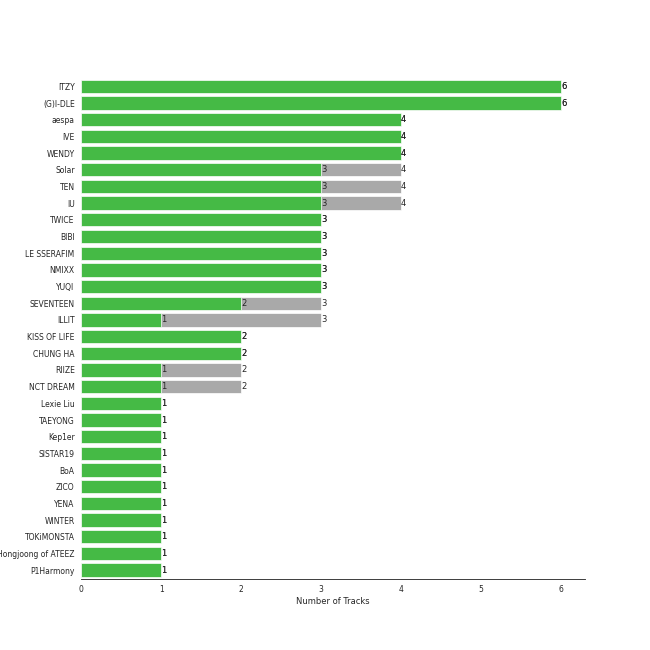 ITZY 6
(G)I-DLE 6
aespa 4
IVE 4
WENDY 4
Solar 3 4
TEN 3 4
IU 3 4
TWICE 3
BIBI 3
LE SSERAFIM 3
NMIXX 3
YUQI 3
SEVENTEEN 2 3
ILLIT 1 3
KISS OF LIFE 2
CHUNG HA 2
RIIZE 1 2
NCT DREAM 1 2
Lexie Liu 1
TAEYONG 1
Kep1er 1
SISTAR19 1
BoA 1
ZICO 1
YENA 1
WINTER 1
TOKiMONSTA 1
Hongjoong of ATEEZ 1
P1Harmony 1
0 1 2 3 4 5 6
Number of Tracks